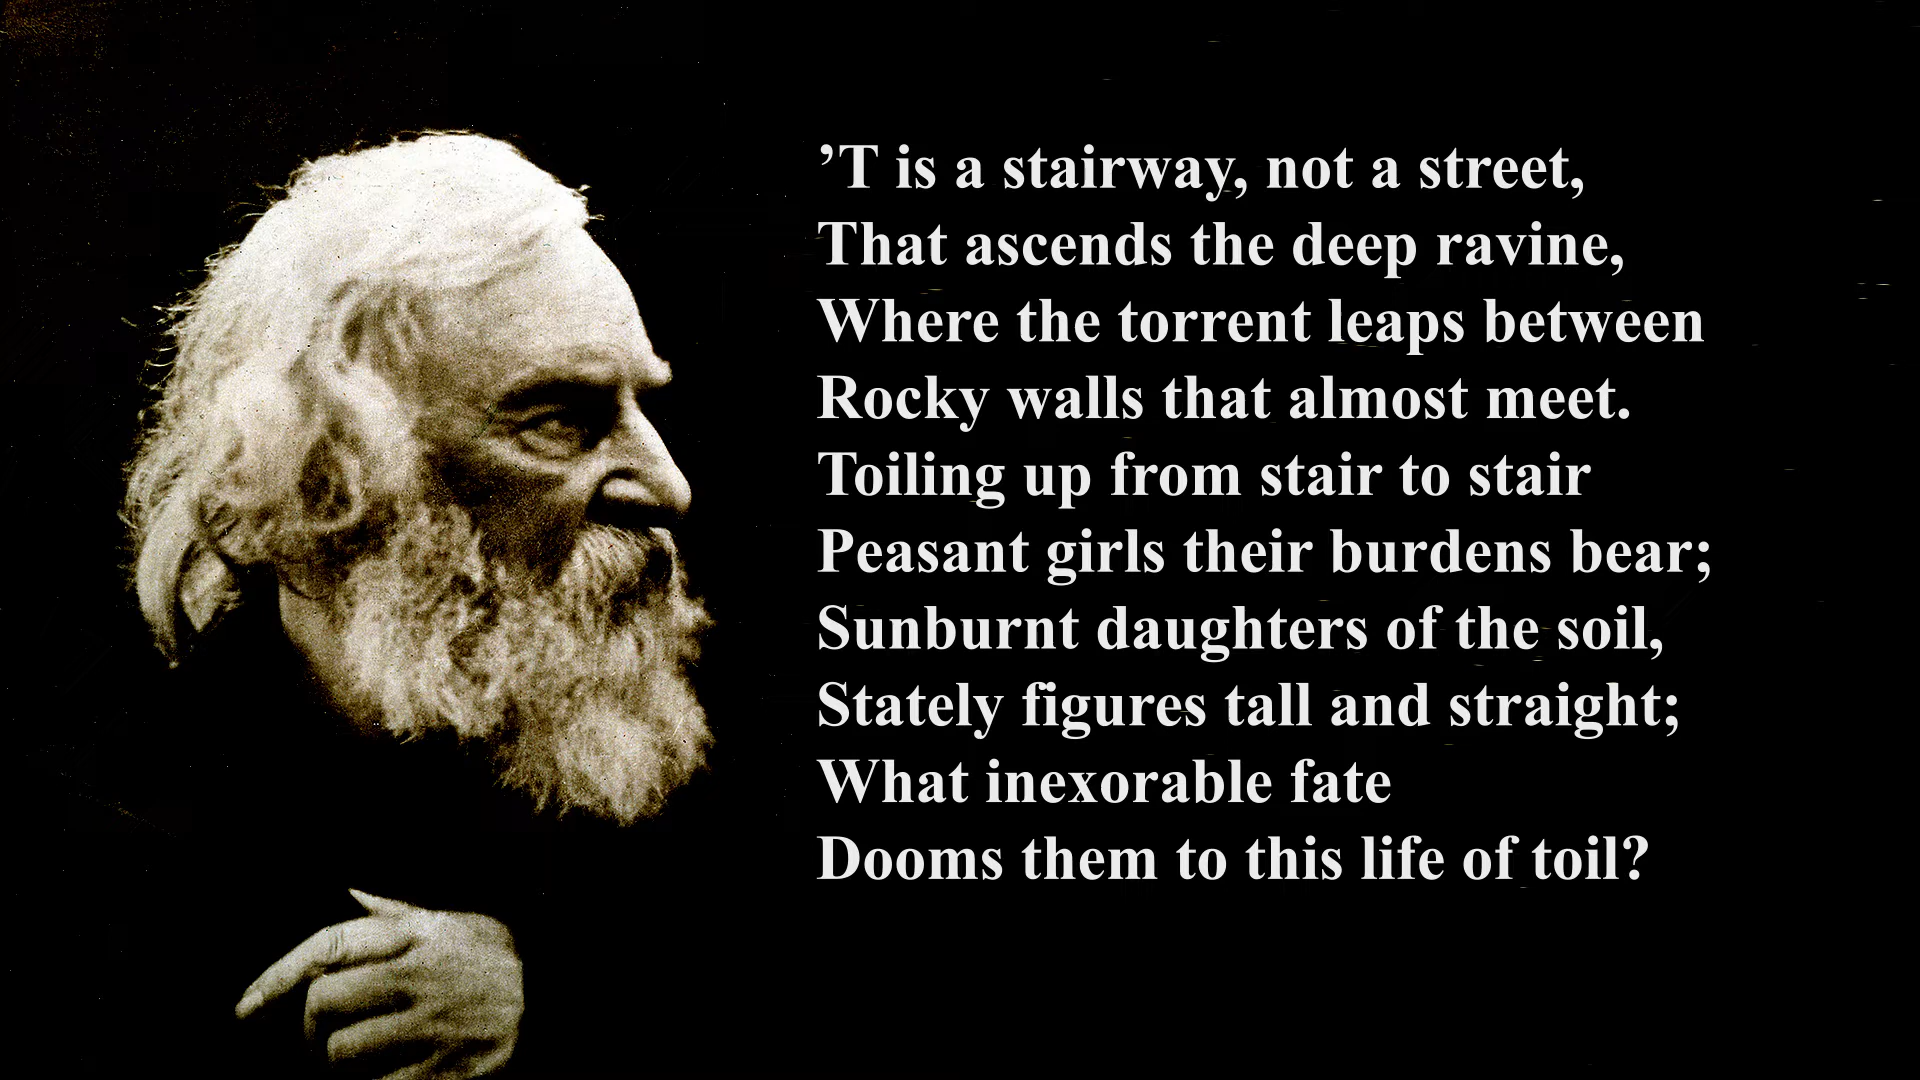 ’T is a stairway, not a street,
That ascends the deep ravine,
Where the torrent leaps between
Rocky walls that almost meet.
Toiling up from stair to stair
Peasant girls their burdens bear;
Sunburnt daughters of the soil,
Stately figures tall and straight;
What inexorable fate
Dooms them to this life of toil?